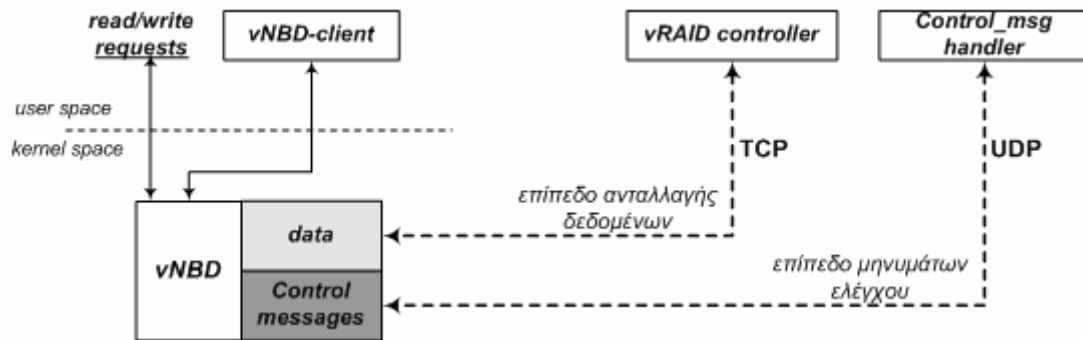 read/write
requests
vNBD-client
vRAID controller
Control_msg
handler
user space
kernel space
TCP
UDP
επίπεδο ανταλλαγής
δεδομένων
data
vNBD
Control
messages
επίπεδο μηνυμάτων
ελέγχου